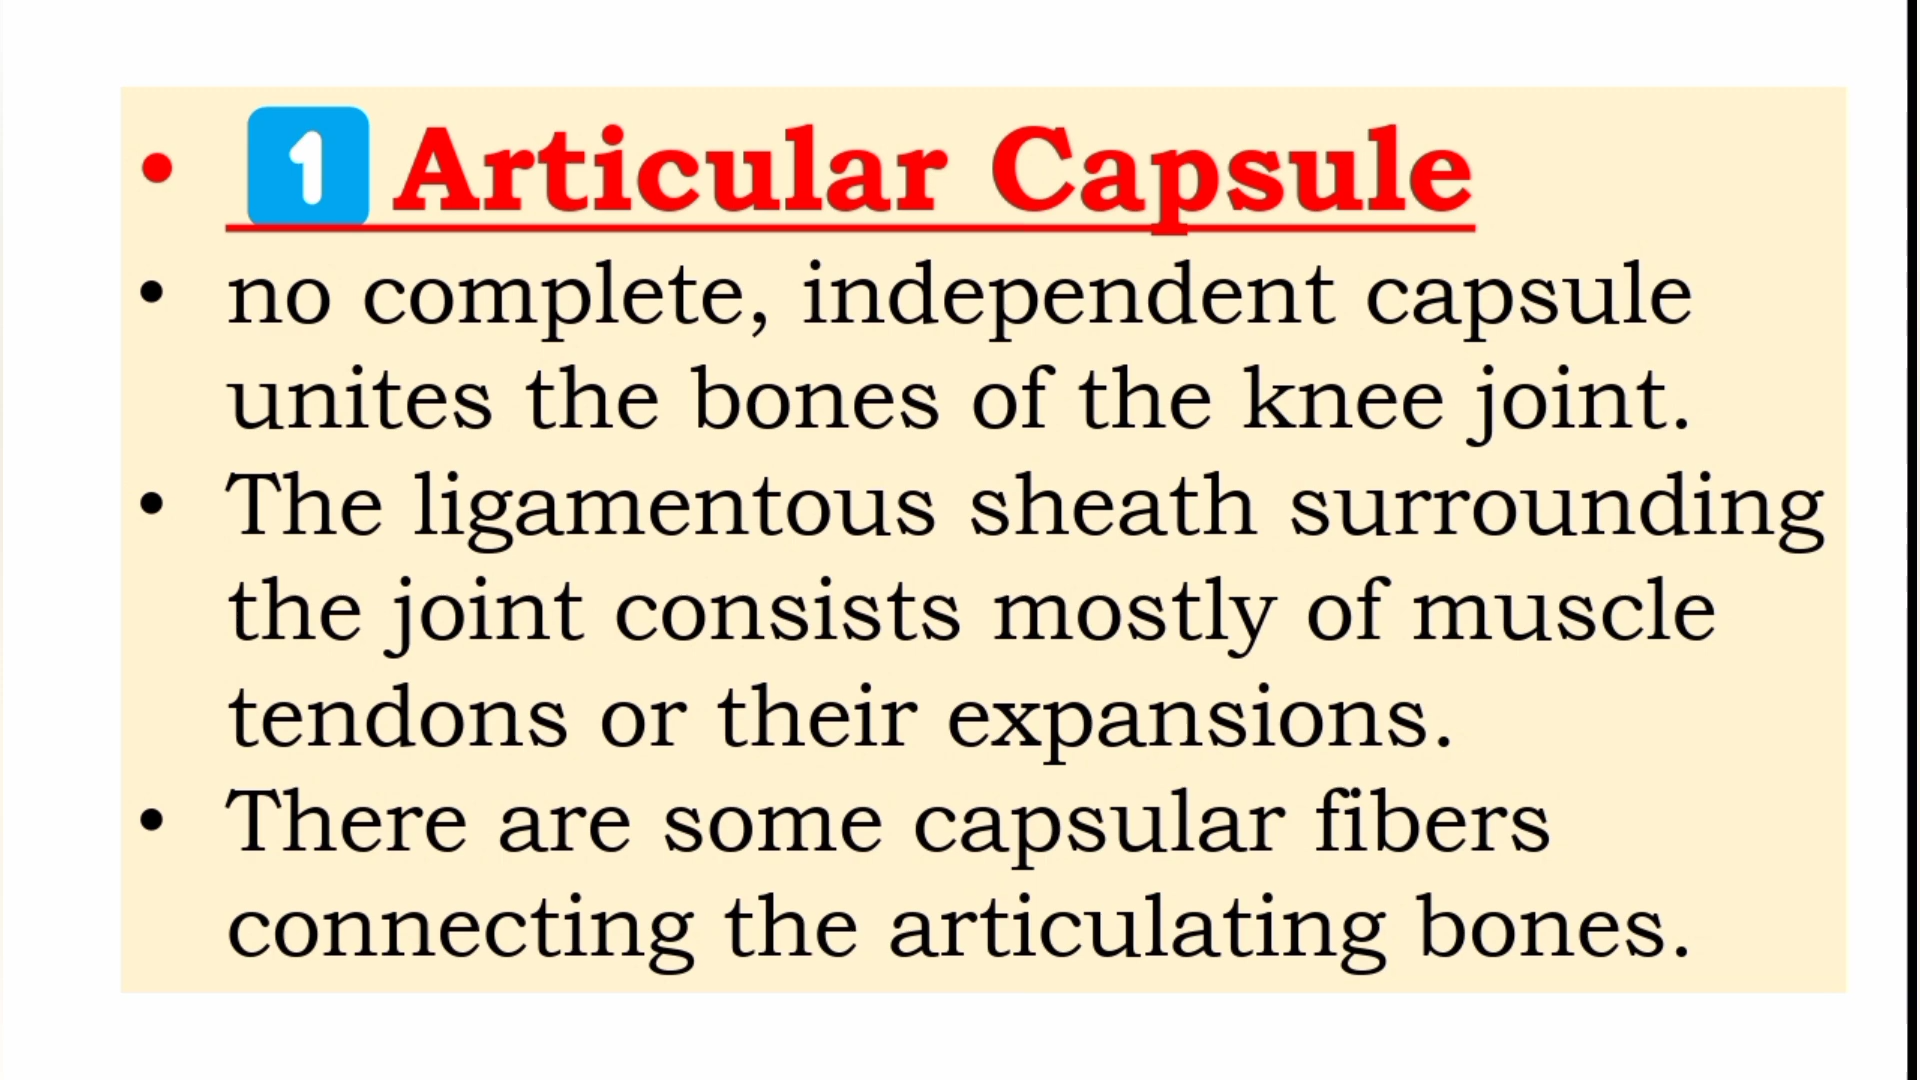 • 1 Articular Capsule
• no complete, independent capsule
unites the bones of the knee joint.
• The ligamentous sheath surrounding
the joint consists mostly of muscle
tendons or their expansions.
• There are some capsular fibers
connecting the articulating bones.